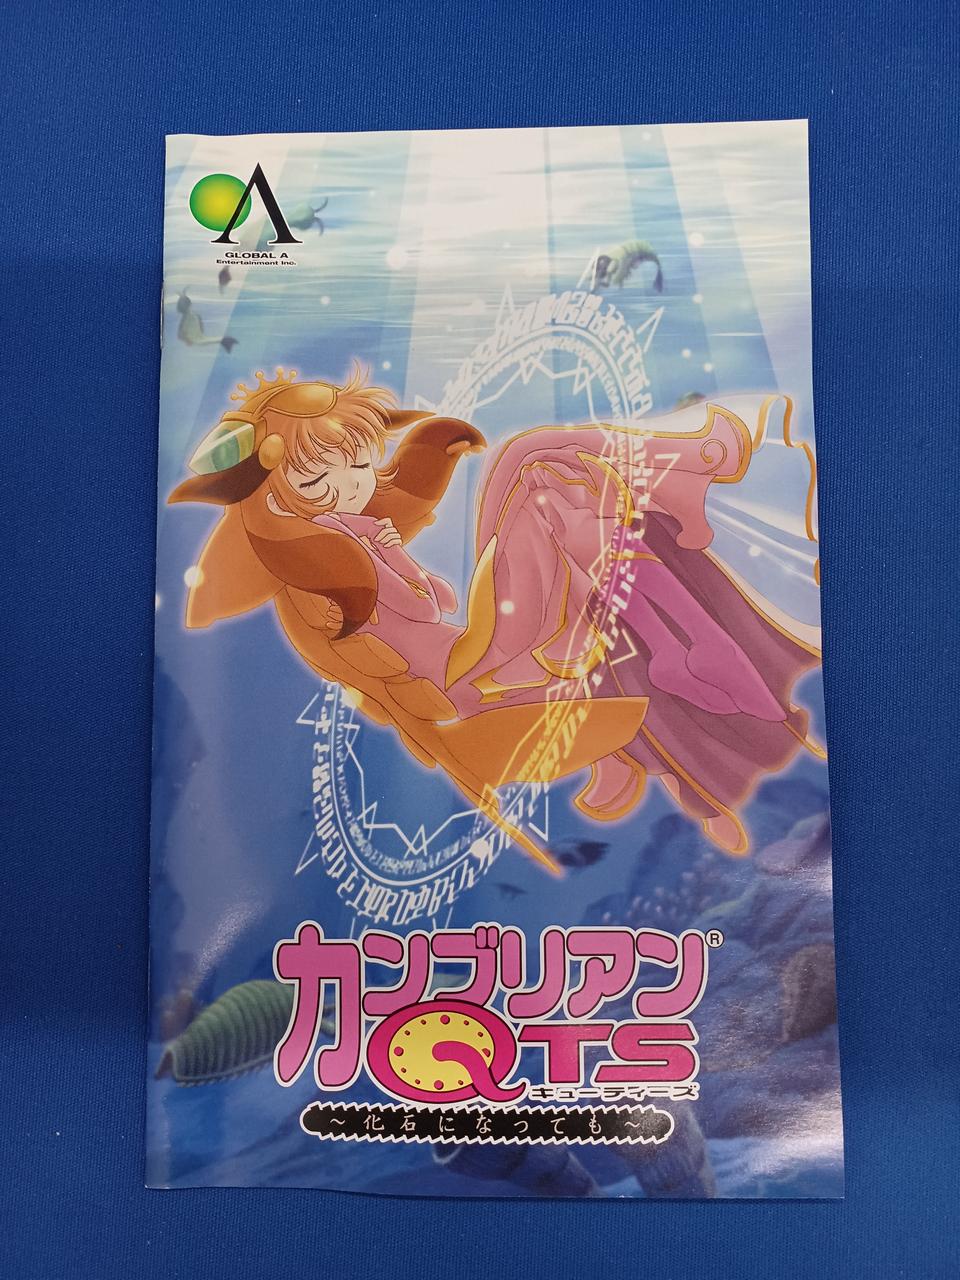 GLOBAL A
Entertainment Inc.
カンブリアン®
QTS
キューティーズ
～化石になっても～